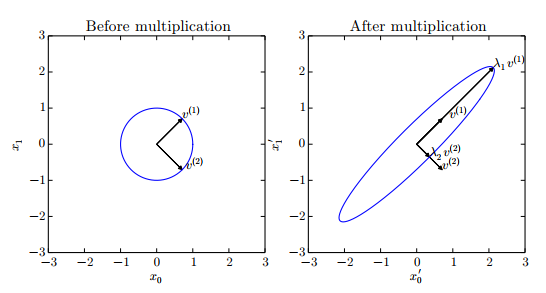 Before multiplication
3
2
1
0
−1
−2
−3
x₁
v⁽¹⁾
v⁽²⁾
−3 −2 −1 0 1 2 3
x₀
After multiplication
3
2
1
0
−1
−2
−3
x′₁
λ₁ v⁽¹⁾
v⁽¹⁾
λ₂ v⁽²⁾
v⁽²⁾
−3 −2 −1 0 1 2 3
x′₀